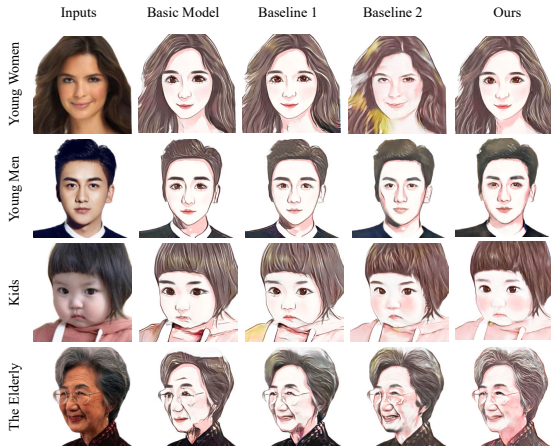 Inputs Basic Model Baseline 1 Baseline 2 Ours
Young Women
Young Men
Kids
The Elderly